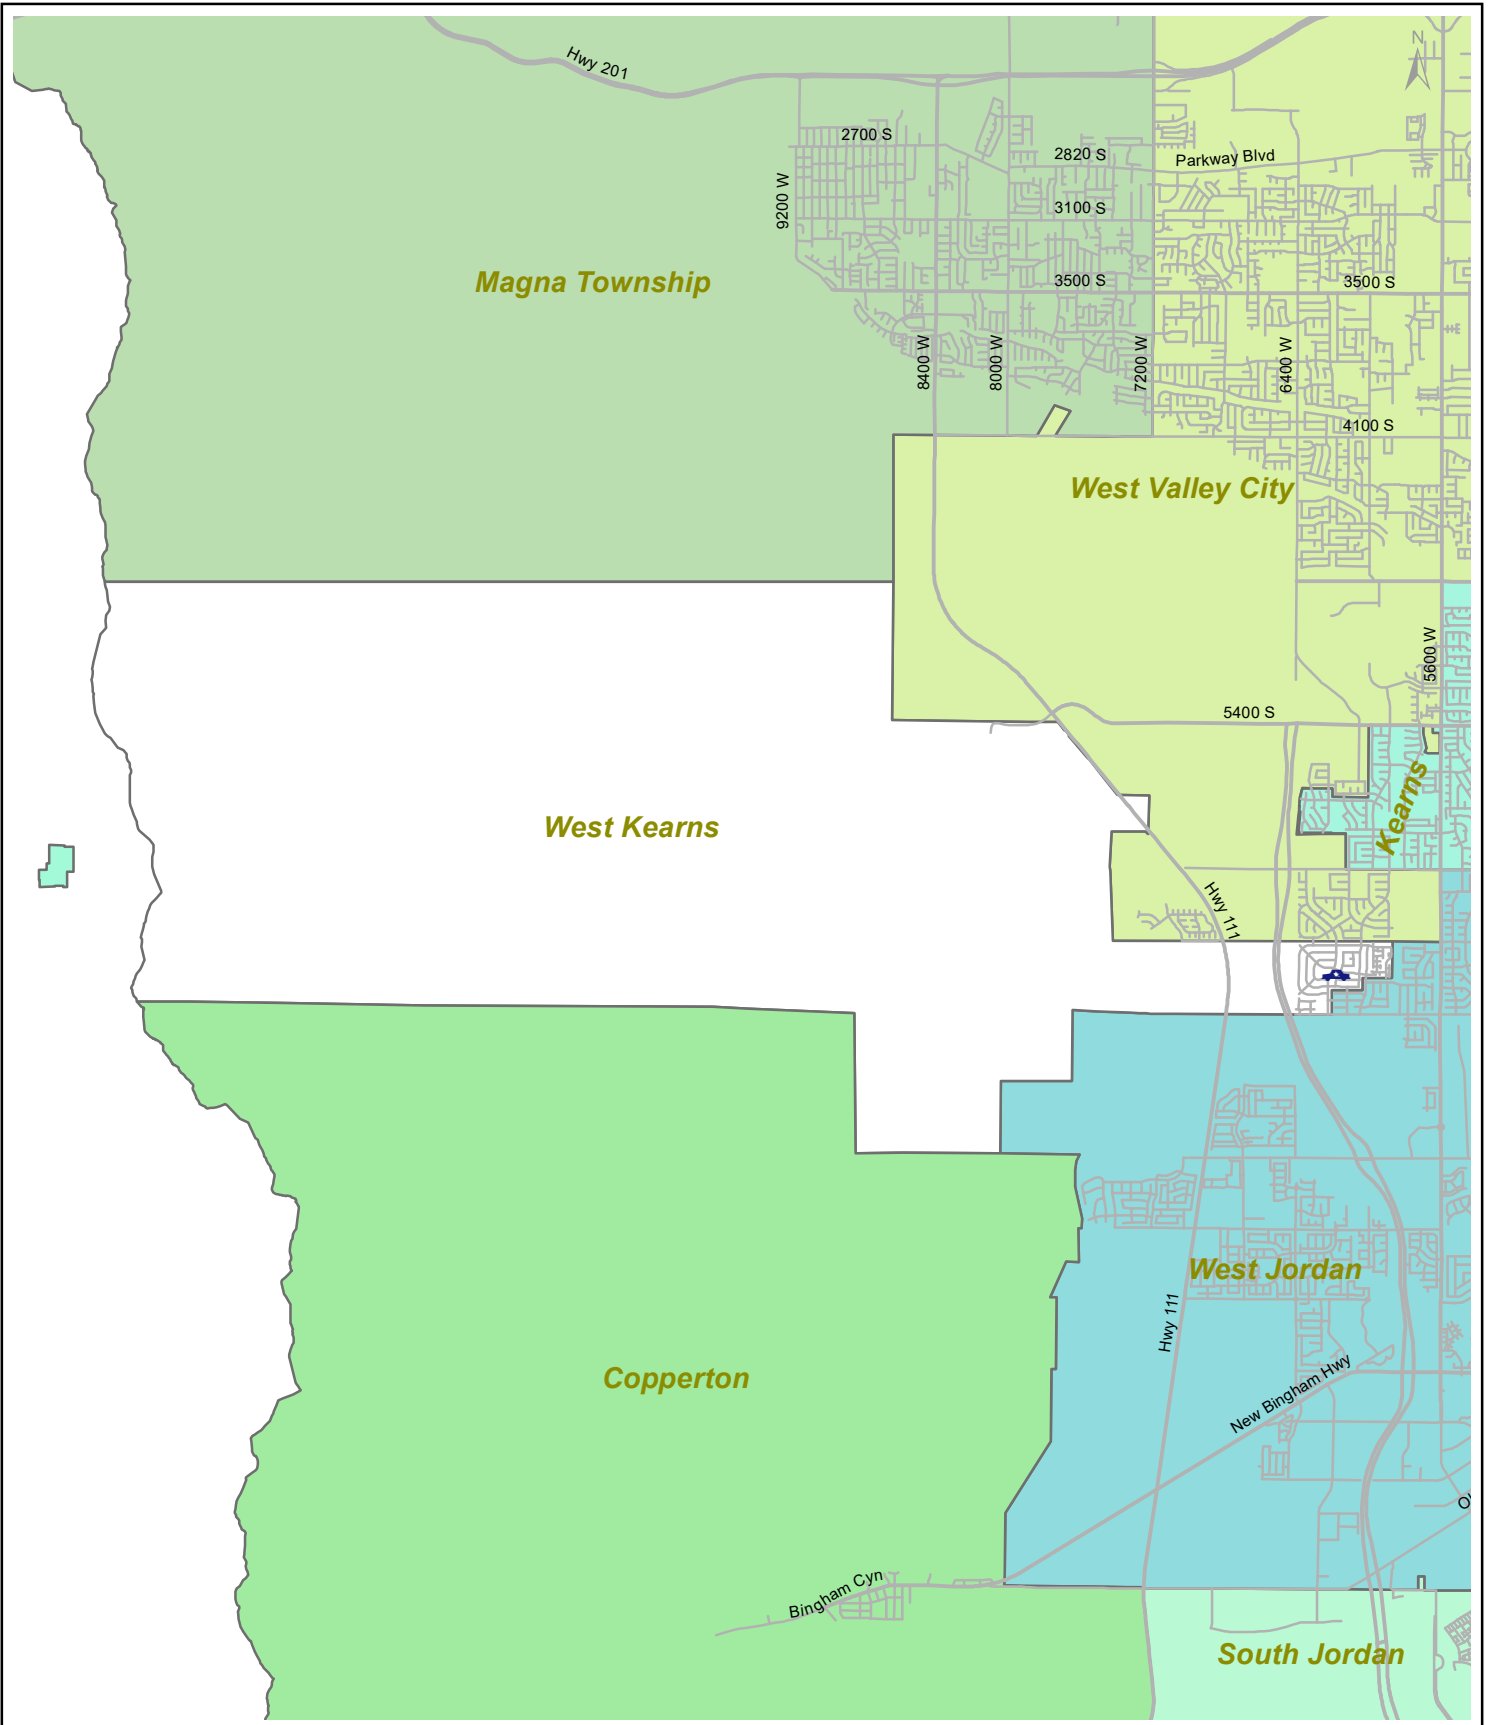 N
Hwy 201
2700 S
2820 S
Parkway Blvd
9200 W
3100 S
Magna Township
3500 S
3500 S
8400 W
8000 W
7200 W
6400 W
4100 S
West Valley City
5600 W
5400 S
West Kearns
Kearns
Hwy 111
West Jordan
Hwy 111
Copperton
New Bingham Hwy
Bingham Cyn
South Jordan